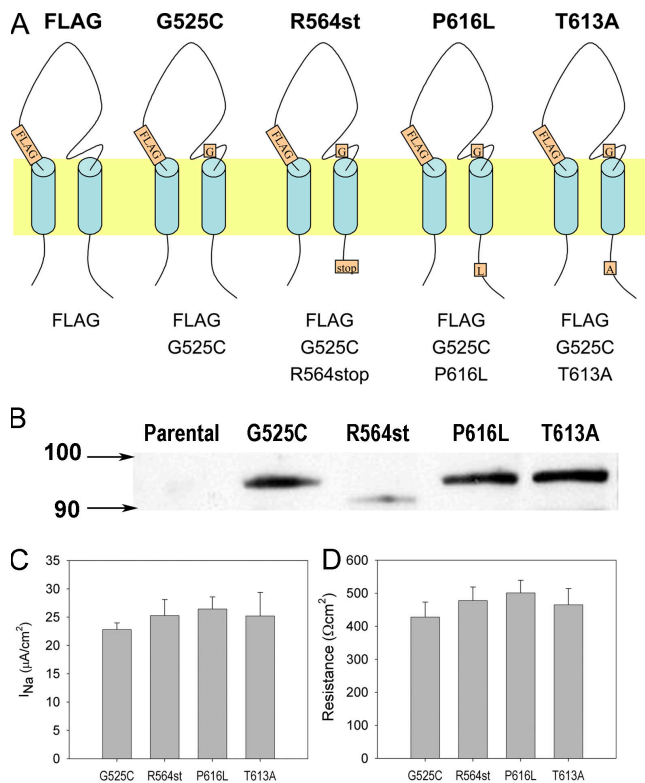 A
FLAG G525C R564st P616L T613A
FLAG FLAG FLAG FLAG FLAG
G G G G
stop L A
FLAG FLAG FLAG FLAG FLAG
G525C G525C G525C G525C
R564stop P616L T613A
B
Parental G525C R564st P616L T613A
100
90
C
35
30
25
20
15
10
5
0
I_Na (µA/cm²)
G525C R564st P616L T613A
D
600
500
400
300
200
100
0
Resistance (Ωcm²)
G525C R564st P616L T613A